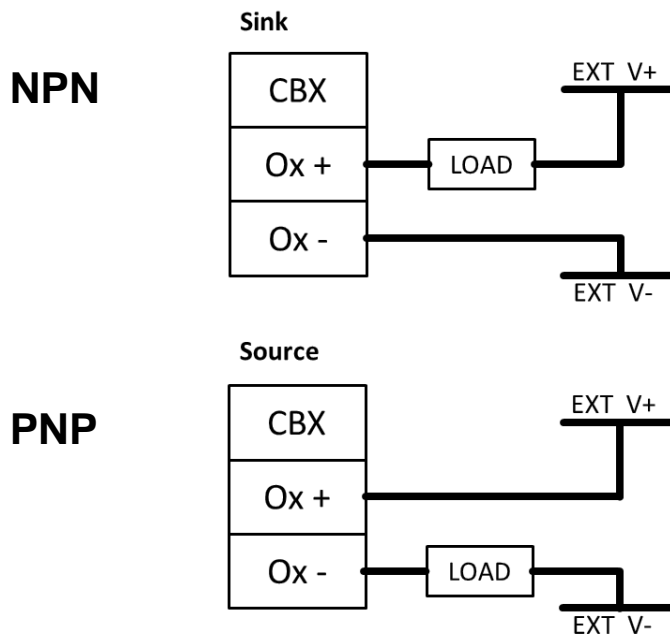 Sink
NPN
CBX
EXT V+
Ox +
LOAD
Ox -
EXT V-
Source
PNP
CBX
EXT V+
Ox +
Ox -
LOAD
EXT V-